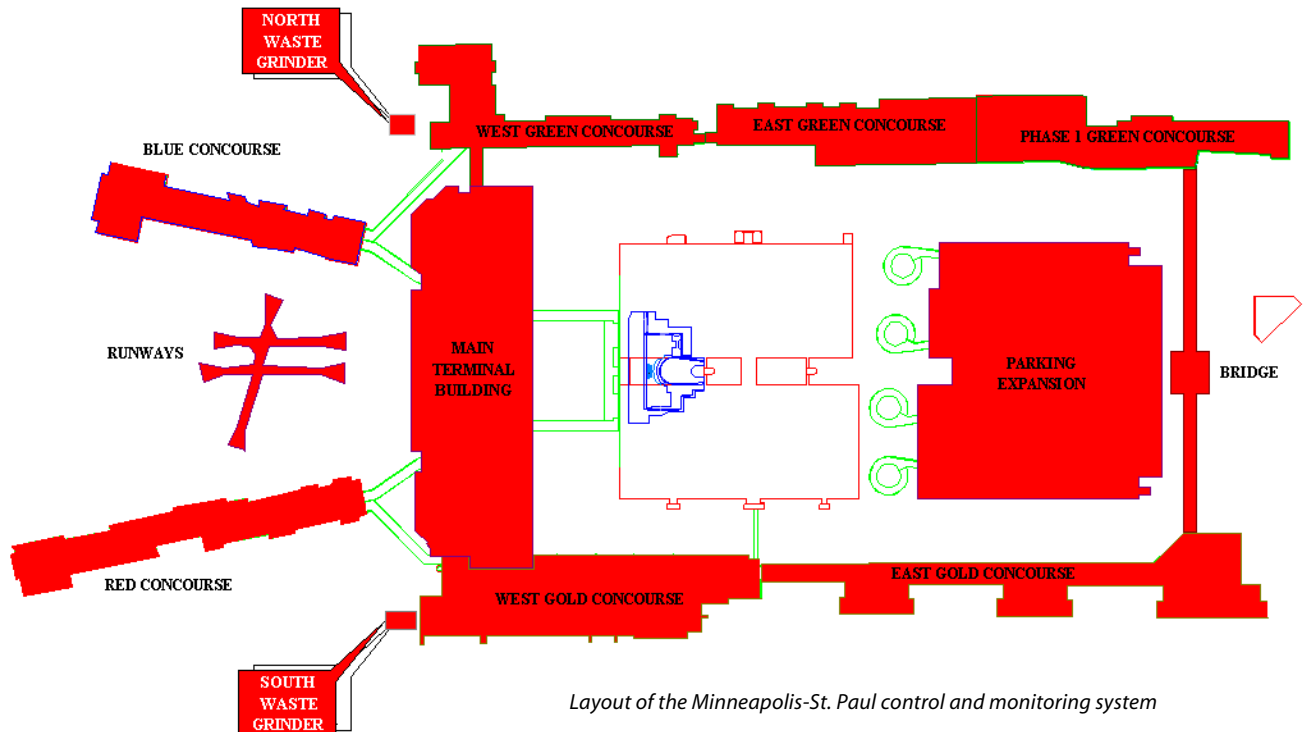 NORTH
WASTE
GRINDER
WEST GREEN CONCOURSE
EAST GREEN CONCOURSE
PHASE 1 GREEN CONCOURSE
BLUE CONCOURSE
RUNWAYS
MAIN
TERMINAL
BUILDING
PARKING
EXPANSION
BRIDGE
RED CONCOURSE
WEST GOLD CONCOURSE
EAST GOLD CONCOURSE
SOUTH
WASTE
GRINDER
Layout of the Minneapolis-St. Paul control and monitoring system